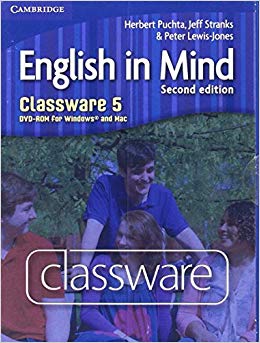 CAMBRIDGE
Herbert Puchta, Jeff Stranks
& Peter Lewis-Jones
English in Mind
Second edition
Classware 5
DVD-ROM for Windows® and Mac
classware